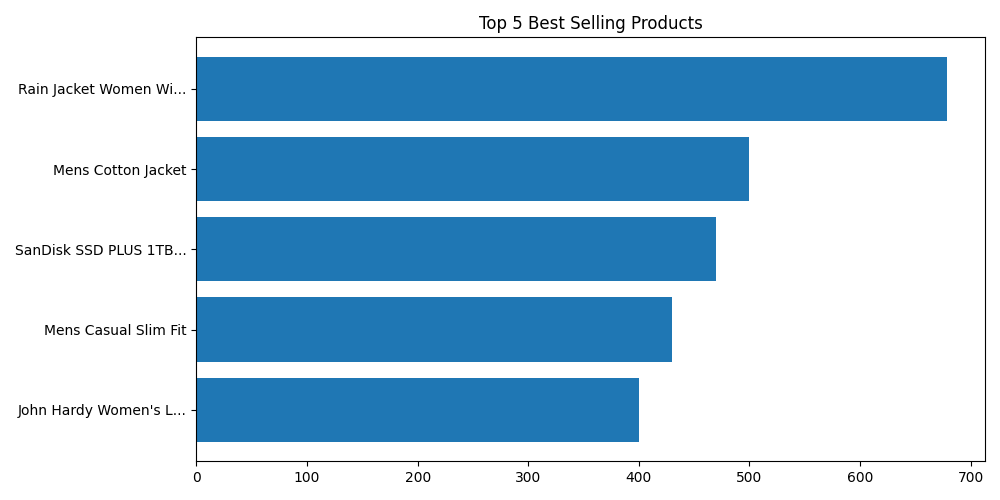 Top 5 Best Selling Products
Rain Jacket Women Wi...
Mens Cotton Jacket
SanDisk SSD PLUS 1TB...
Mens Casual Slim Fit
John Hardy Women's L...
0 100 200 300 400 500 600 700